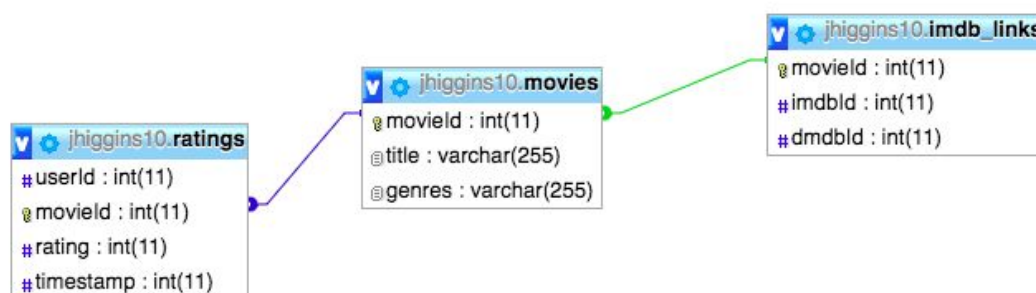 jhiggins10.ratings
#userId : int(11)
movieId : int(11)
#rating : int(11)
#timestamp : int(11)
jhiggins10.movies
movieId : int(11)
title : varchar(255)
genres : varchar(255)
jhiggins10.imdb_links
movieId : int(11)
#imdbId : int(11)
#dmdbId : int(11)